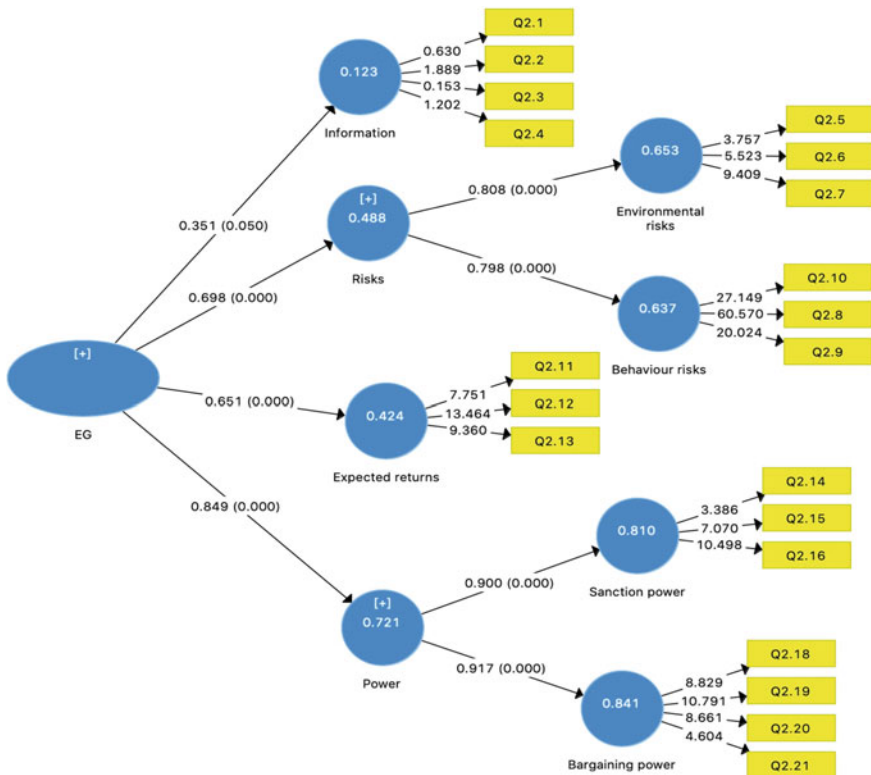 Q2.1
0.630
Q2.2
1.889
0.123
0.153
Q2.3
1.202
Q2.4
Information
Q2.5
3.757
0.653
5.523
Q2.6
9.409
Q2.7
Environmental
risks
0.808 (0.000)
[+]
0.488
Risks
0.351 (0.050)
0.798 (0.000)
0.698 (0.000)
Q2.10
27.149
0.637
60.570
Q2.8
20.024
Q2.9
Behaviour risks
[+]
EG
0.651 (0.000)
Q2.11
7.751
0.424
13.464
Q2.12
9.360
Q2.13
Expected returns
0.849 (0.000)
Q2.14
3.386
0.810
7.070
Q2.15
10.498
Q2.16
Sanction power
0.900 (0.000)
[+]
0.721
Power
0.917 (0.000)
Q2.18
8.829
0.841
10.791
Q2.19
8.661
Q2.20
4.604
Q2.21
Bargaining power